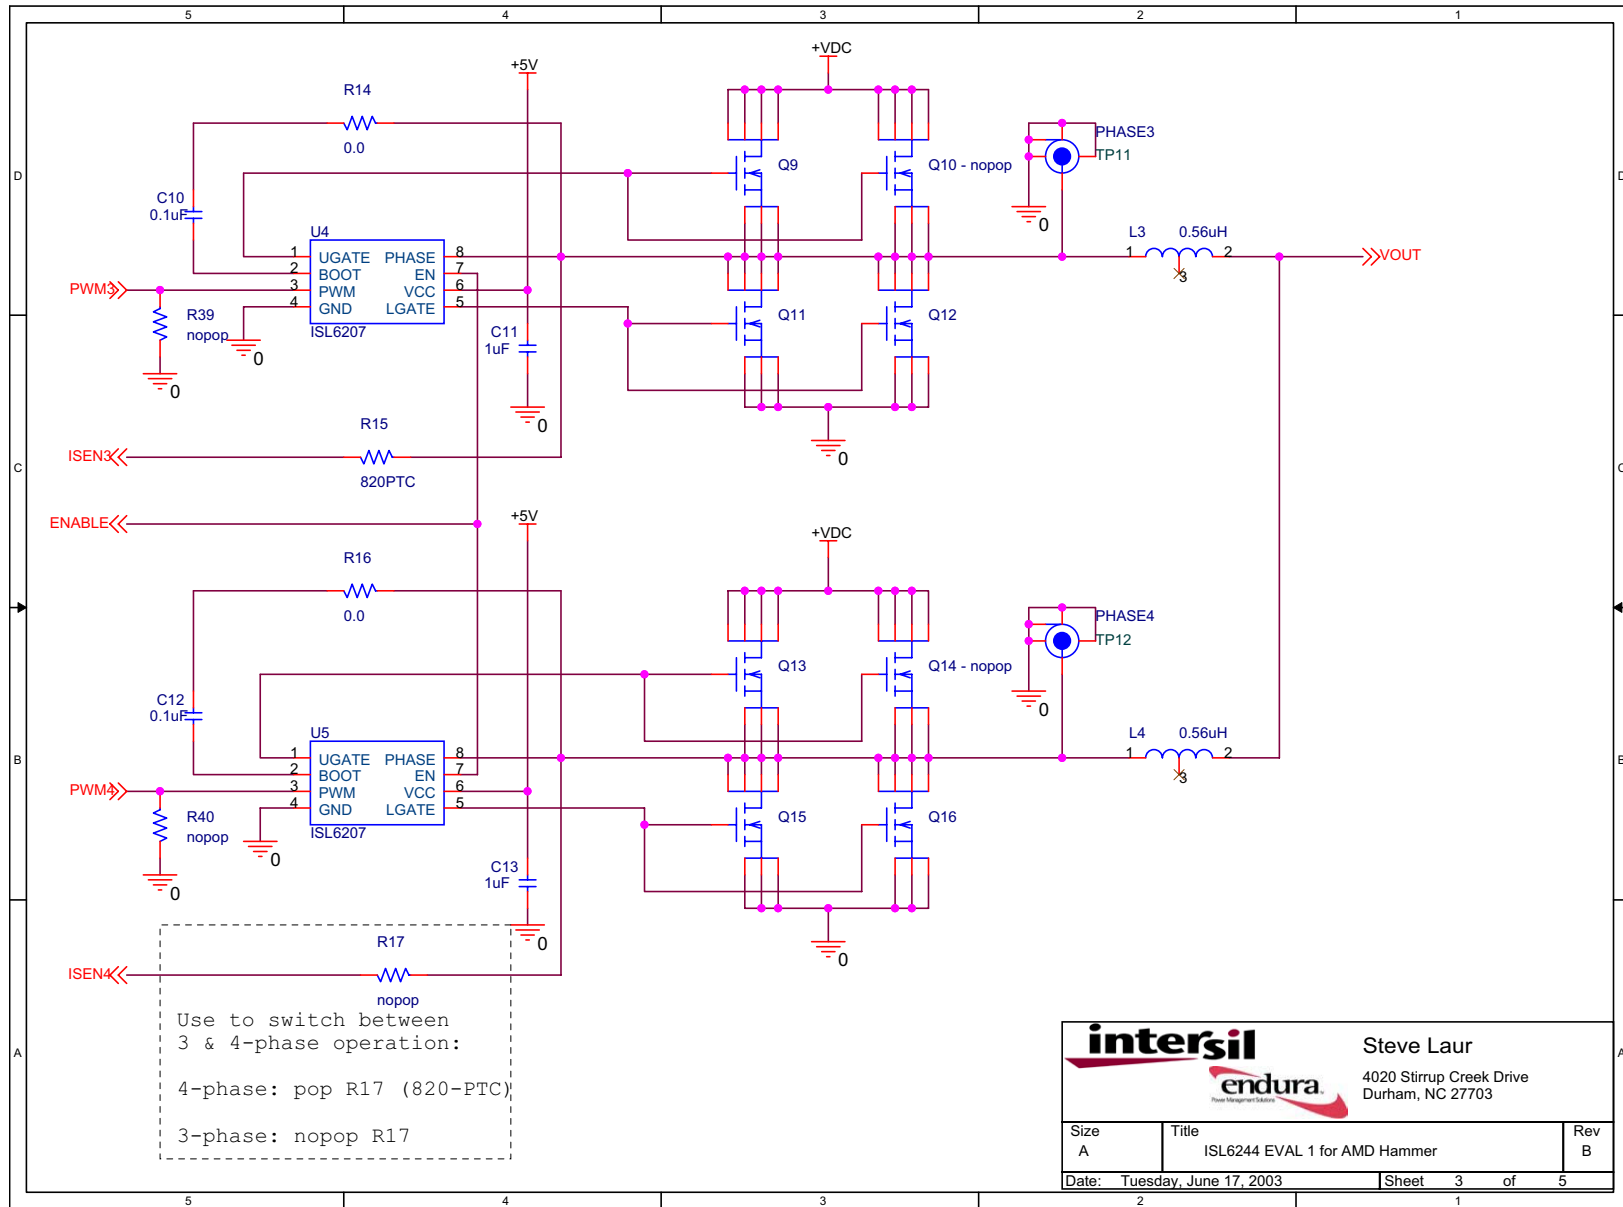 5 4 3 2 1
D
C
B
A
D
C
B
A
+5V
+VDC
R14
0.0
C10
0.1uF
U4
1 UGATE PHASE 8
2 BOOT EN 7
3 PWM VCC 6
4 GND LGATE 5
ISL6207
PWM3
R39
nopop
0
0
C11
1uF
0
Q9
Q10 - nopop
Q11
Q12
0
PHASE3
TP11
0
L3 0.56uH
1 2
3
VOUT
ISEN3
R15
820PTC
ENABLE
+5V
+VDC
R16
0.0
C12
0.1uF
U5
1 UGATE PHASE 8
2 BOOT EN 7
3 PWM VCC 6
4 GND LGATE 5
ISL6207
PWM4
R40
nopop
0
0
C13
1uF
0
Q13
Q14 - nopop
Q15
Q16
0
PHASE4
TP12
0
L4 0.56uH
1 2
3
ISEN4
R17
nopop
Use to switch between
3 & 4-phase operation:
4-phase: pop R17 (820-PTC)
3-phase: nopop R17
intersil
endura
Power Management Solutions
Steve Laur
4020 Stirrup Creek Drive
Durham, NC 27703
Size Title Rev
A ISL6244 EVAL 1 for AMD Hammer B
Date: Tuesday, June 17, 2003 Sheet 3 of 5
5 4 3 2 1